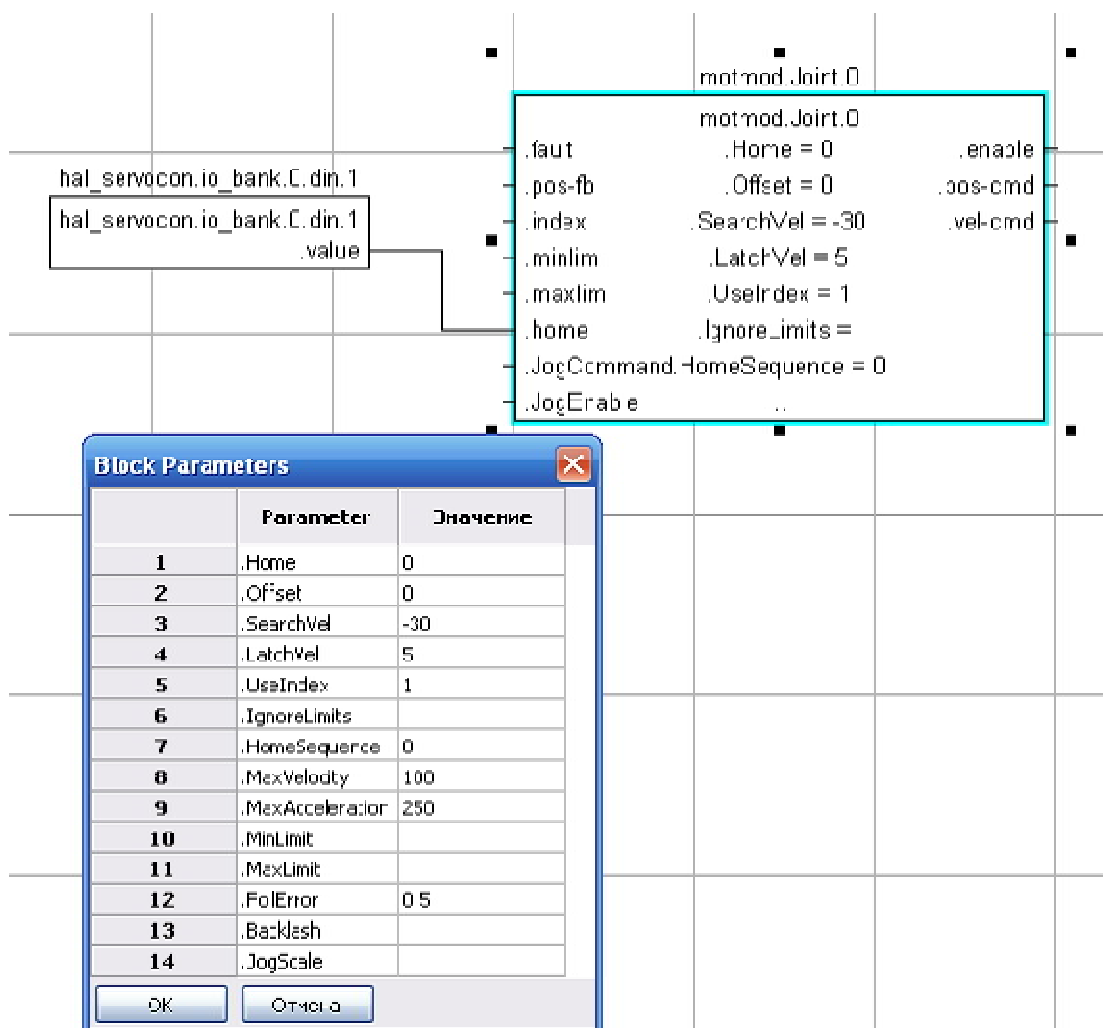 motmod.Joint.0
motmod.Joint.0
.fault .Home = 0 .enable
.pos-fb .Offset = 0 .pos-cmd
.index .SearchVel = -30 .vel-cmd
.minlim .LatchVel = 5
.maxlim .UseIndex = 1
.home .IgnoreLimits =
.JogCommand .HomeSequence = 0
.JogEnable ..
hal_servocon.io_bank.0.din.1
hal_servocon.io_bank.0.din.1
.value
Block Parameters
Parameter Значение
1 .Home 0
2 .Offset 0
3 .SearchVel -30
4 .LatchVel 5
5 .UseIndex 1
6 .IgnoreLimits
7 .HomeSequence 0
8 .MaxVelocity 100
9 .MaxAcceleration 250
10 .MinLimit
11 .MaxLimit
12 .FolError 0.5
13 .Backlash
14 .JogScale
OK Отмена